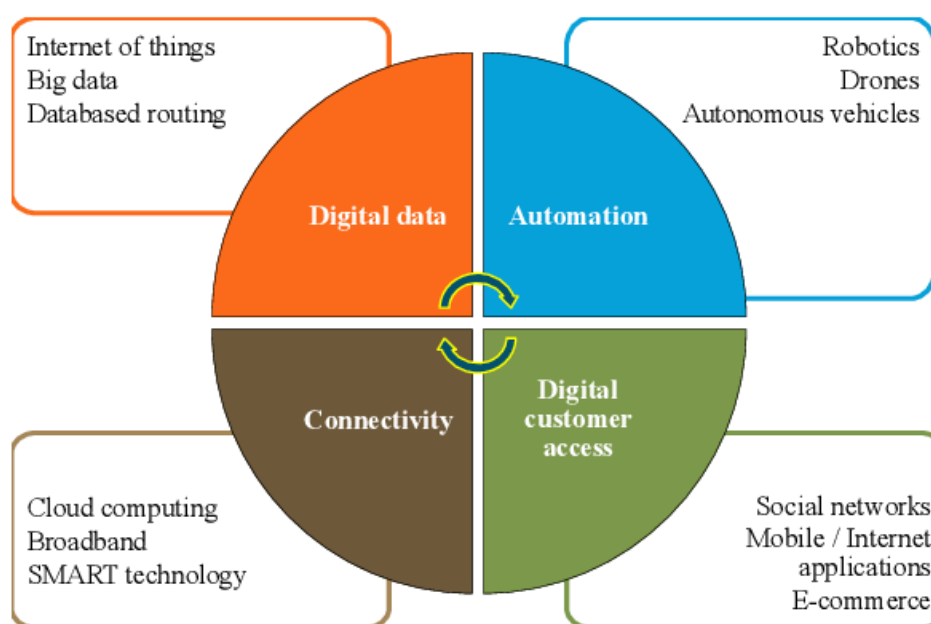 Internet of things
Big data
Databased routing
Robotics
Drones
Autonomous vehicles
Digital data
Automation
Connectivity
Digital
customer
access
Cloud computing
Broadband
SMART technology
Social networks
Mobile / Internet
applications
E-commerce